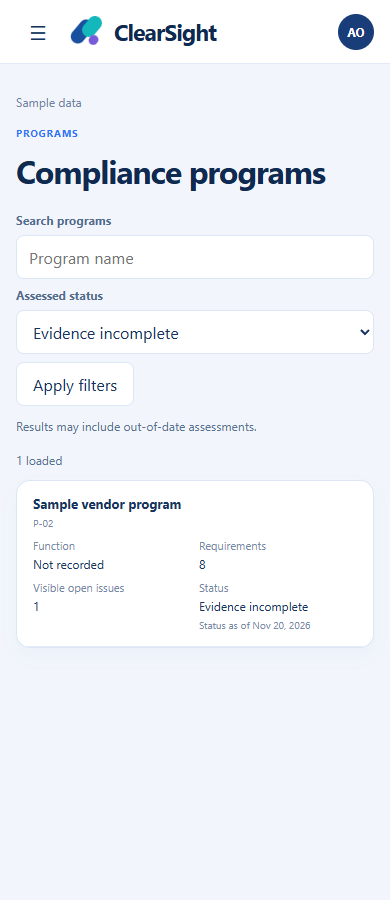 ClearSight
AO
Sample data
PROGRAMS
Compliance programs
Search programs
Program name
Assessed status
Evidence incomplete
Apply filters
Results may include out-of-date assessments.
1 loaded
Sample vendor program
P-02
Function
Requirements
Not recorded
8
Visible open issues
Status
1
Evidence incomplete
Status as of Nov 20, 2026